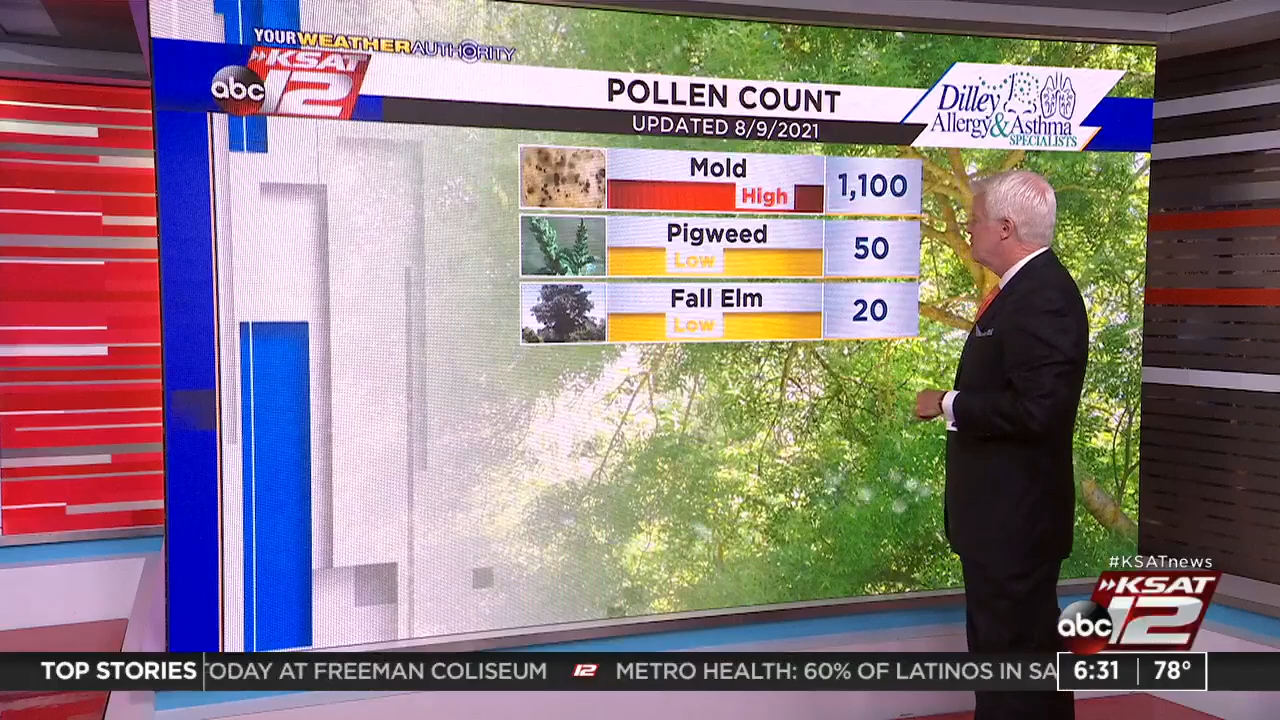 YOUR WEATHER AUTHORITY
abc KSAT 12
POLLEN COUNT
UPDATED 8/9/2021
Dilley
Allergy & Asthma
SPECIALISTS
Mold
High
1,100
Pigweed
Low
50
Fall Elm
Low
20
#KSATnews
abc KSAT 12
TOP STORIES ODAY AT FREEMAN COLISEUM 12 METRO HEALTH: 60% OF LATINOS IN SA 6:31 78°